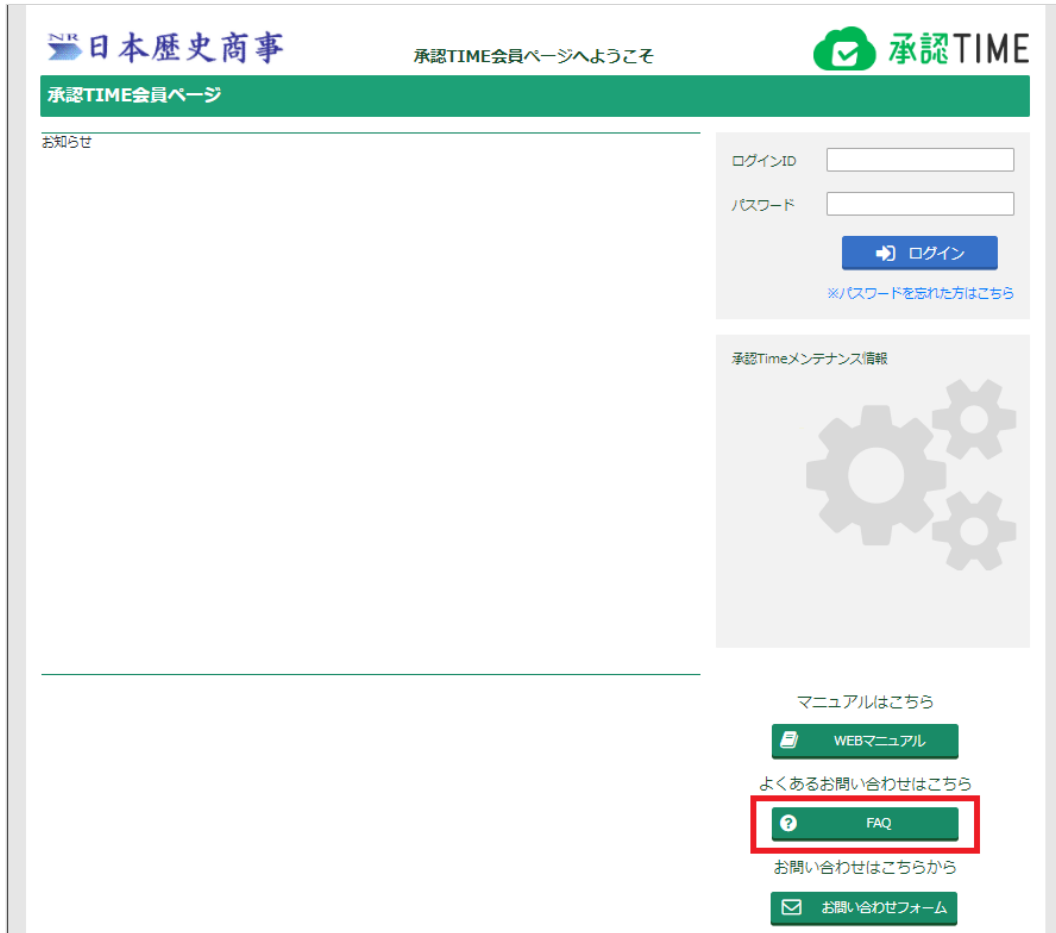 NR日本歴史商事
承認TIME会員ページへようこそ
承認TIME
承認TIME会員ページ
お知らせ
ログインID
パスワード
ログイン
※パスワードを忘れた方はこちら
承認Timeメンテナンス情報
マニュアルはこちら
WEBマニュアル
よくあるお問い合わせはこちら
? FAQ
お問い合わせはこちらから
お問い合わせフォーム